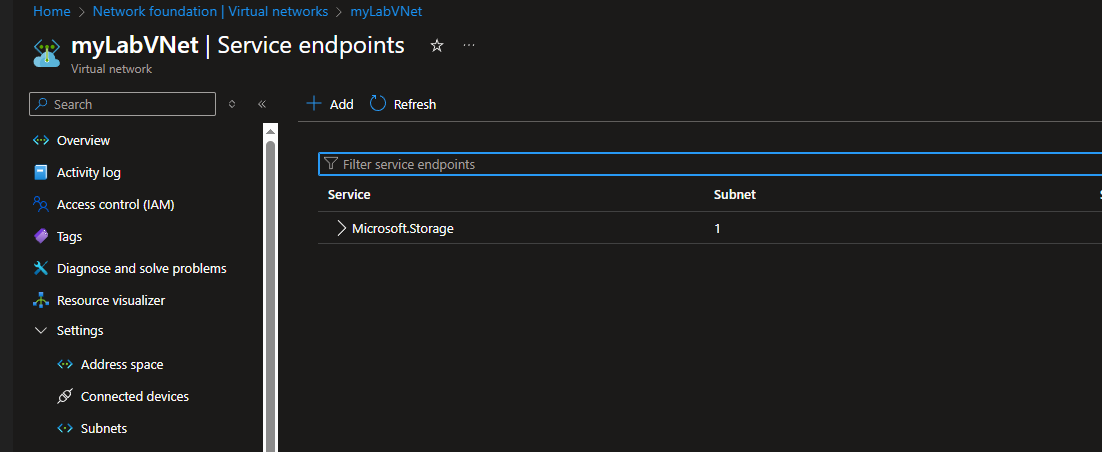 Home > Network foundation | Virtual networks > myLabVNet
myLabVNet | Service endpoints
Virtual network
Search
Add Refresh
Overview
Activity log
Access control (IAM)
Tags
Diagnose and solve problems
Resource visualizer
Settings
Address space
Connected devices
Subnets
Filter service endpoints
Service Subnet
Microsoft.Storage 1